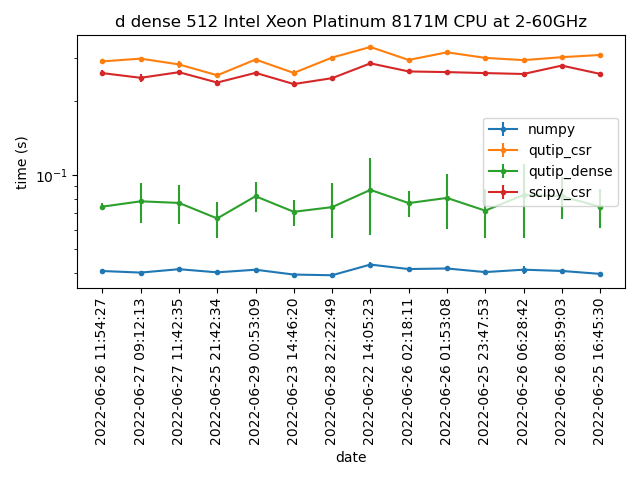 d dense 512 Intel Xeon Platinum 8171M CPU at 2-60GHz
time (s)
10⁻¹
numpy
qutip_csr
qutip_dense
scipy_csr
2022-06-26 11:54:27
2022-06-27 09:12:13
2022-06-27 11:42:35
2022-06-25 21:42:34
2022-06-29 00:53:09
2022-06-23 14:46:20
2022-06-28 22:22:49
2022-06-22 14:05:23
2022-06-26 02:18:11
2022-06-26 01:53:08
2022-06-25 23:47:53
2022-06-26 06:28:42
2022-06-26 08:59:03
2022-06-25 16:45:30
date